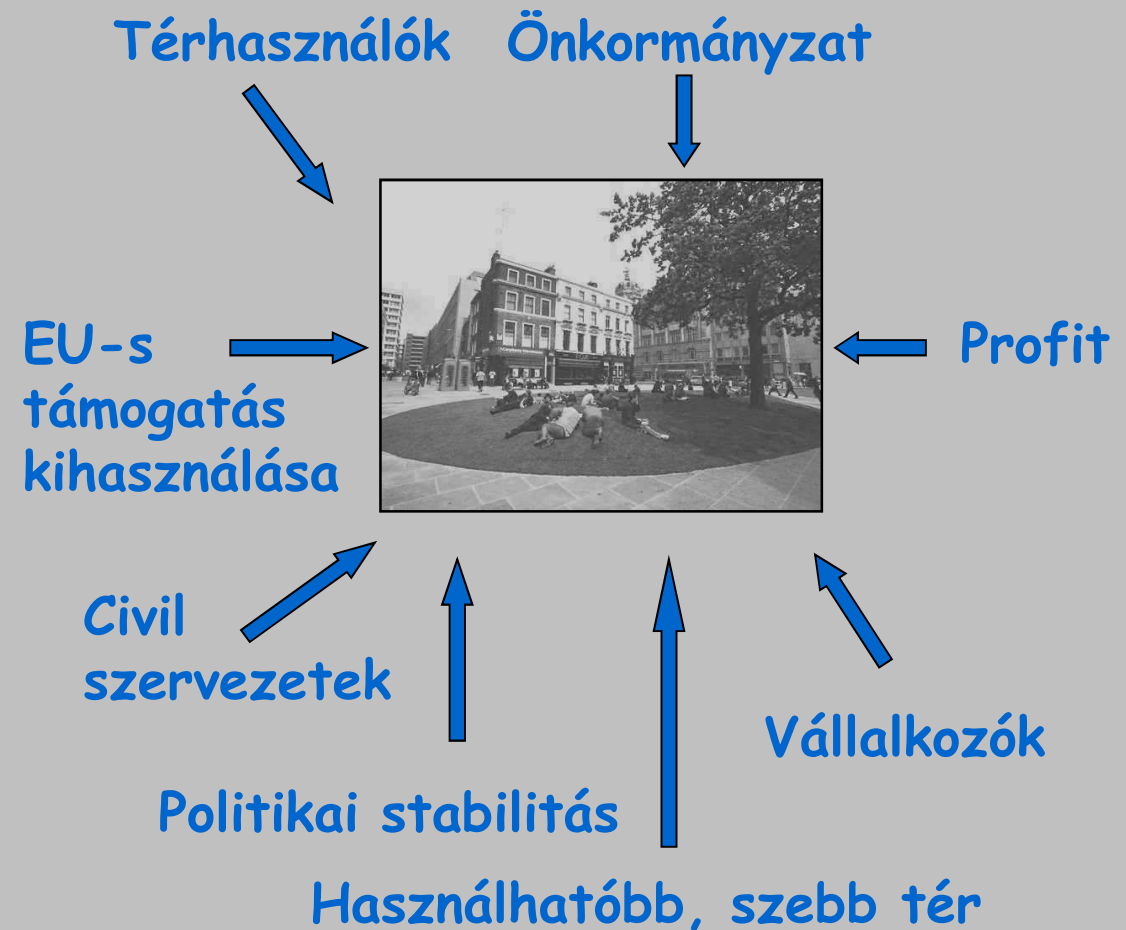 Térhasználók Önkormányzat
EU-s
támogatás
kihasználása
Profit
Civil
szervezetek
Vállalkozók
Politikai stabilitás
Használhatóbb, szebb tér